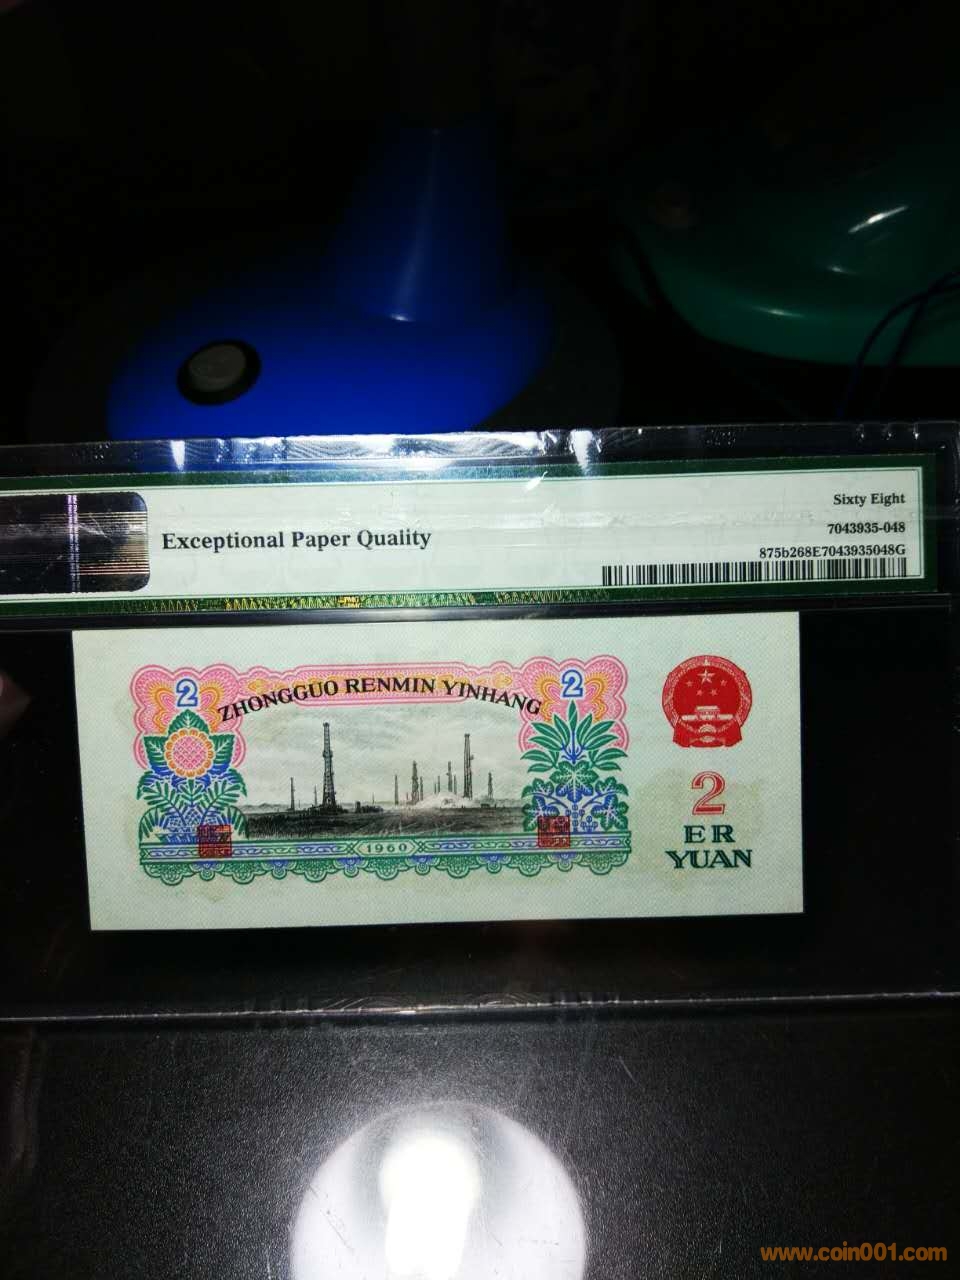 Sixty Eight
Exceptional Paper Quality
7043935-048
875b268E7043935048G
2
2
ZHONGGUO RENMIN YINHANG
1960
2
ER
YUAN
www.coin001.com